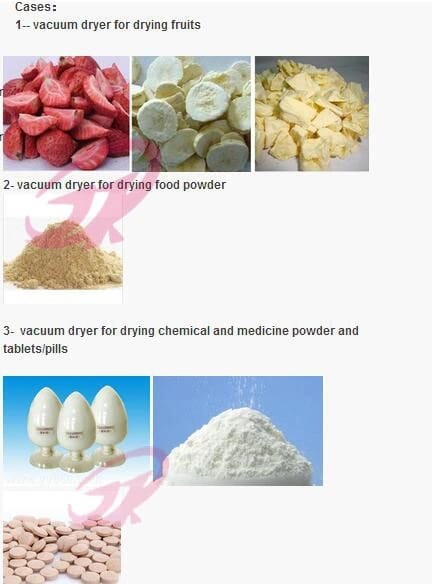 Cases:
1-- vacuum dryer for drying fruits
2- vacuum dryer for drying food powder
3- vacuum dryer for drying chemical and medicine powder and
tablets/pills